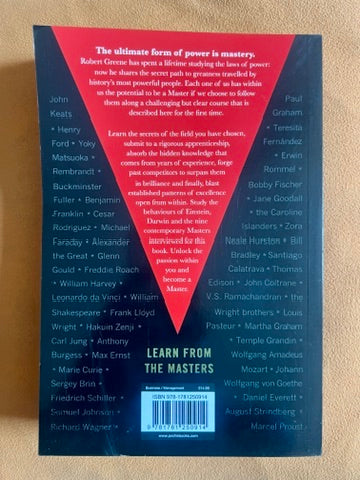 The ultimate form of power is mastery.
Robert Greene has spent a lifetime studying the laws of power:
now he shares the secret path to greatness travelled by
history's most powerful people. Each one of us has within
us the potential to be a Master if we choose to follow
them along a challenging but clear course that is
described here for the first time.
Learn the secrets of the field you have chosen,
submit to a rigorous apprenticeship,
absorb the hidden knowledge that
comes from years of experience, forge
past competitors to surpass them
in brilliance and finally, blast
established patterns of excellence
open from within. Study the
behaviours of Einstein,
Darwin and the nine
contemporary Masters
interviewed for this
book. Unlock the
passion within
you and
become a
Master.
John
Keats
• Henry
Ford • Yoky
Matsuoka •
Rembrandt •
Buckminster
Fuller • Benjamin
Franklin • Cesar
Rodriguez • Michael
Faraday • Alexander
the Great • Glenn
Gould • Freddie Roach
• William Harvey •
Leonardo da Vinci • William
Shakespeare • Frank Lloyd
Wright • Hakuin Zenji •
Carl Jung • Anthony
Burgess • Max Ernst
• Marie Curie •
Sergey Brin •
Friedrich Schiller •
Samuel Johnson •
Richard Wagner •
Paul
Graham •
Teresita
Fernández •
Erwin
Rommel •
Bobby Fischer
• Jane Goodall
• the Caroline
Islanders • Zora
Neale Hurston • Bill
Bradley • Santiago
Calatrava • Thomas
Edison • John Coltrane •
V.S. Ramachandran • the
Wright brothers • Louis
Pasteur • Martha Graham
• Temple Grandin •
Wolfgang Amadeus
Mozart • Johann
Wolfgang von Goethe
• Daniel Everett •
August Strindberg •
Marcel Proust
LEARN FROM
THE MASTERS
Business / Management
ISBN 978-1781250914
9 781781 250914
www.profilebooks.com